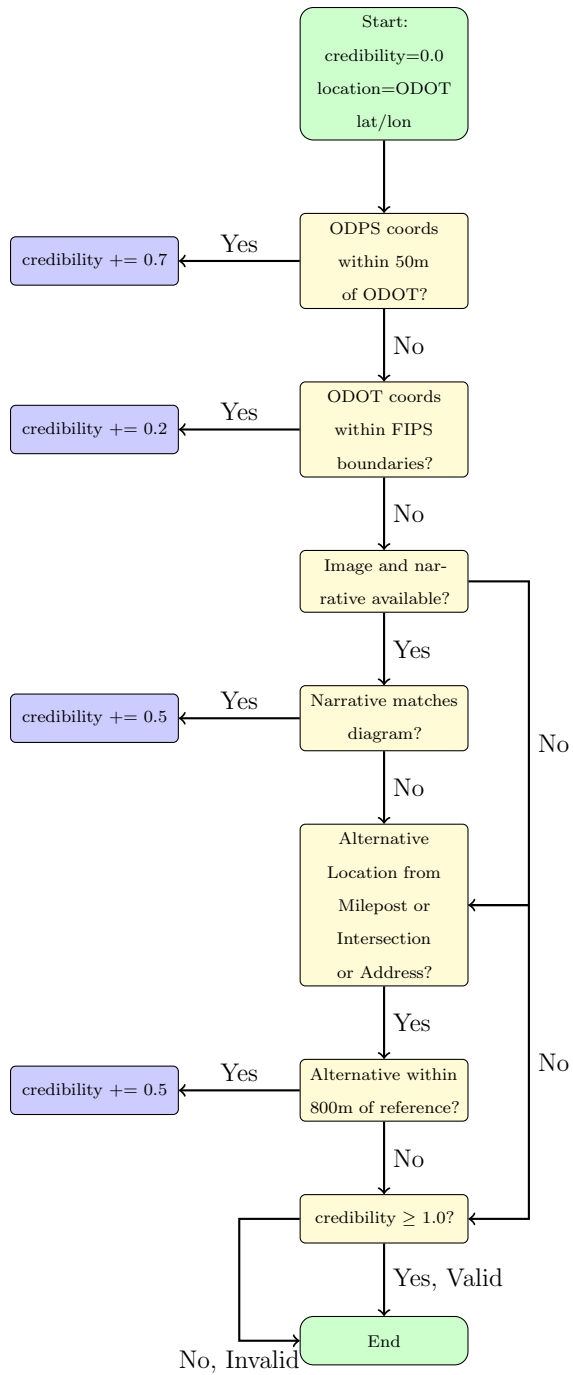 Start:
credibility=0.0
location=ODOT
lat/lon
ODPS coords
within 50m
of ODOT?
Yes
credibility += 0.7
No
ODOT coords
within FIPS
boundaries?
Yes
credibility += 0.2
No
Image and nar-
rative available?
Yes
No
Narrative matches
diagram?
Yes
credibility += 0.5
No
Alternative
Location from
Milepost or
Intersection
or Address?
Yes
No
Alternative within
800m of reference?
Yes
credibility += 0.5
No
credibility ≥ 1.0?
Yes, Valid
No, Invalid
End